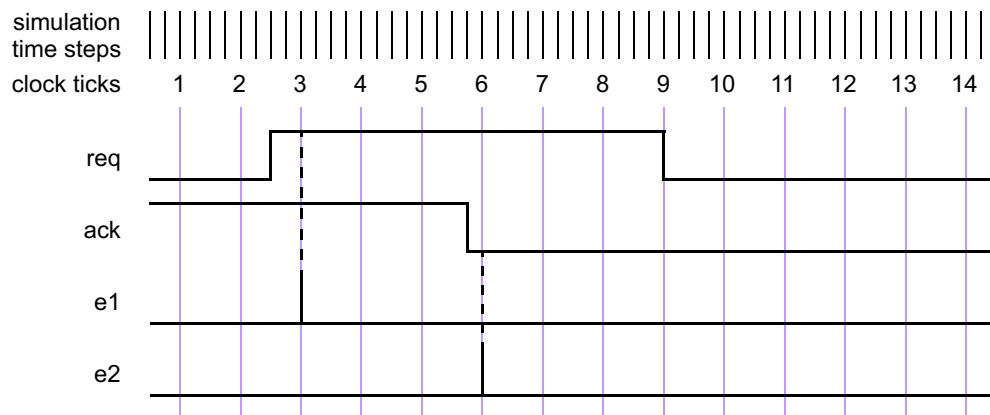 simulation
time steps
clock ticks 1 2 3 4 5 6 7 8 9 10 11 12 13 14
req
ack
e1
e2